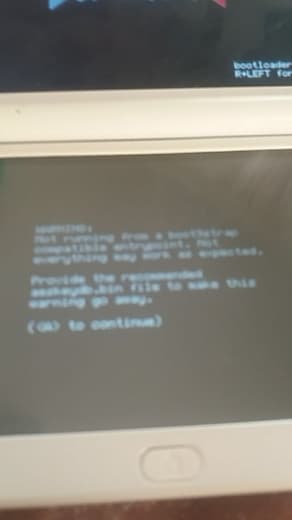 bootloader
R+LEFT for
WARNING:
Not running from a boot9strap
compatible entrypoint. Not
everything may work as expected.
Provide the recommended
aeskeydb.bin file to make this
warning go away.
(<A> to continue)